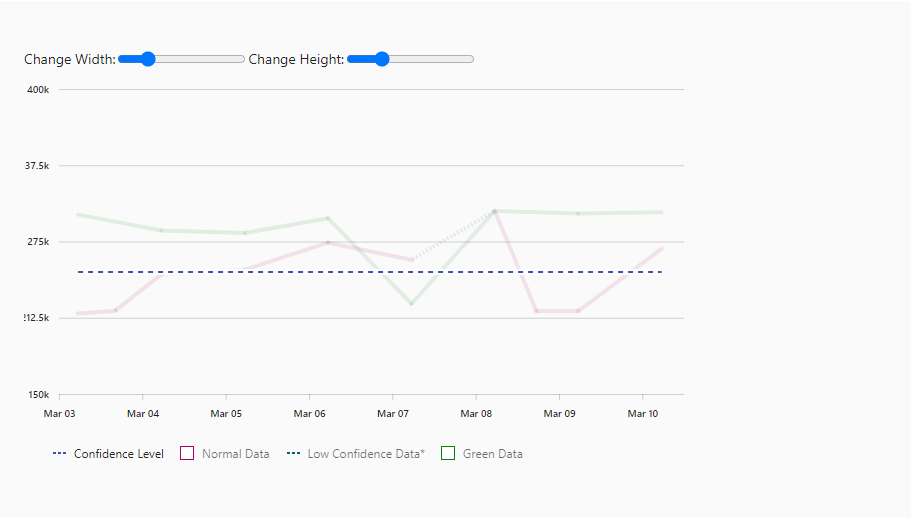 Change Width: Change Height:
400k
37.5k
275k
12.5k
150k
Mar 03 Mar 04 Mar 05 Mar 06 Mar 07 Mar 08 Mar 09 Mar 10
Confidence Level Normal Data Low Confidence Data* Green Data